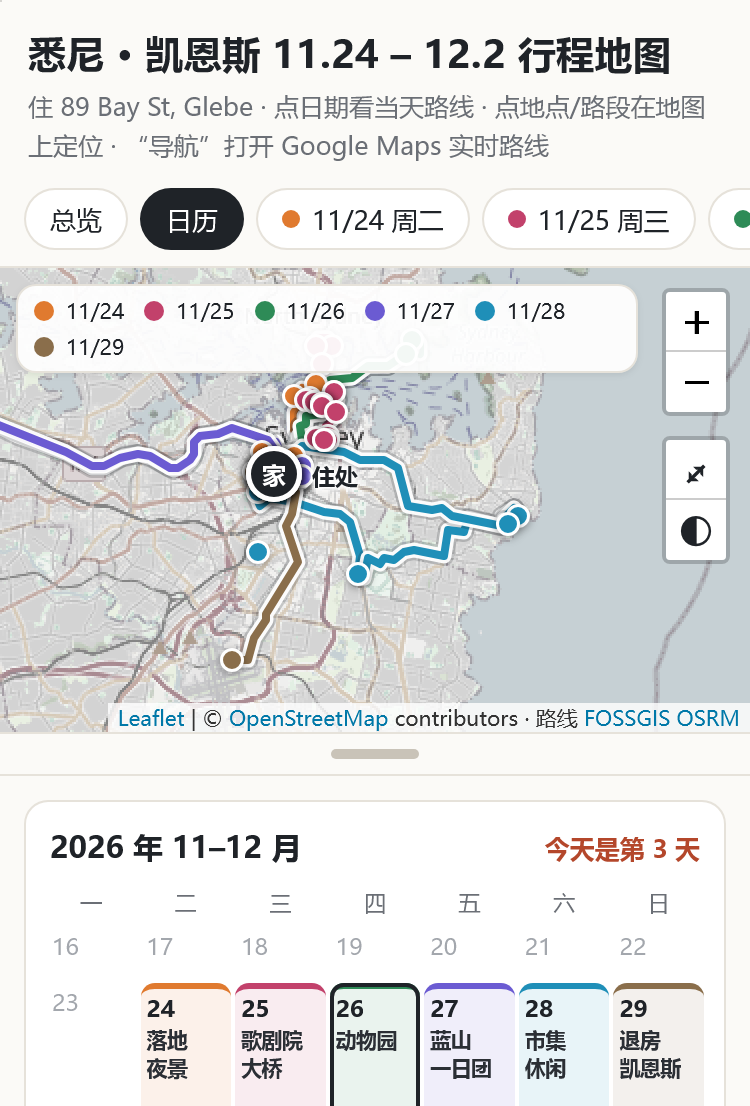 悉尼 • 凯恩斯 11.24 – 12.2 行程地图
住 89 Bay St, Glebe · 点日期看当天路线 · 点地点/路段在地图
上定位 · “导航”打开 Google Maps 实时路线
总览
日历
11/24 周二
11/25 周三
11/24
11/25
11/26
11/27
11/28
11/29
家
住处
Leaflet | © OpenStreetMap contributors · 路线 FOSSGIS OSRM
2026 年 11–12 月
今天是第 3 天
一 二 三 四 五 六 日
16 17 18 19 20 21 22
23
24
落地
夜景
25
歌剧院
大桥
26
动物园
27
蓝山
一日团
28
市集
休闲
29
退房
凯恩斯